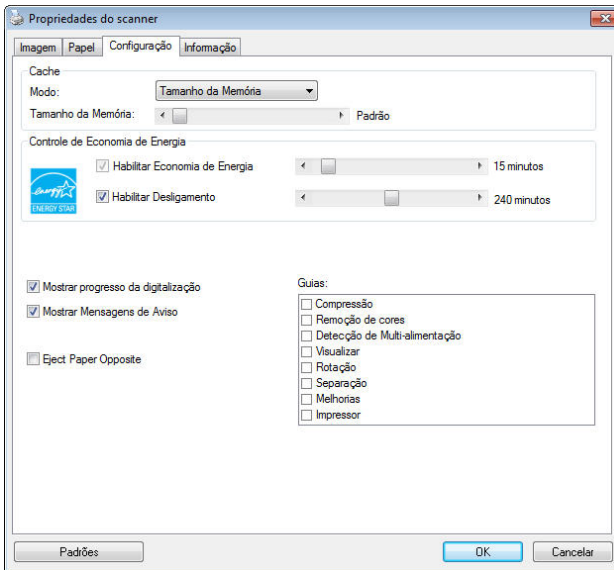 Propriedades do scanner
Imagem Papel Configuração Informação
Cache
Modo: Tamanho da Memória
Tamanho da Memória: Padrão
Controle de Economia de Energia
Habilitar Economia de Energia 15 minutos
energy
ENERGY STAR
Habilitar Desligamento 240 minutos
Mostrar progresso da digitalização
Mostrar Mensagens de Aviso
Eject Paper Opposite
Guias:
Compressão
Remoção de cores
Detecção de Multi-alimentação
Visualizar
Rotação
Separação
Melhorias
Impressor
Padrões OK Cancelar